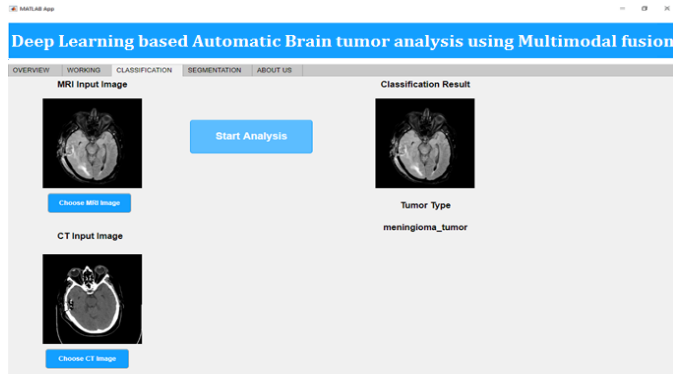 MATLAB App
Deep Learning based Automatic Brain tumor analysis using Multimodal fusion
OVERVIEW WORKING CLASSIFICATION SEGMENTATION ABOUT US
MRI Input Image
Classification Result
Start Analysis
Choose MRI Image
Tumor Type
meningioma_tumor
CT Input Image
Choose CT Image